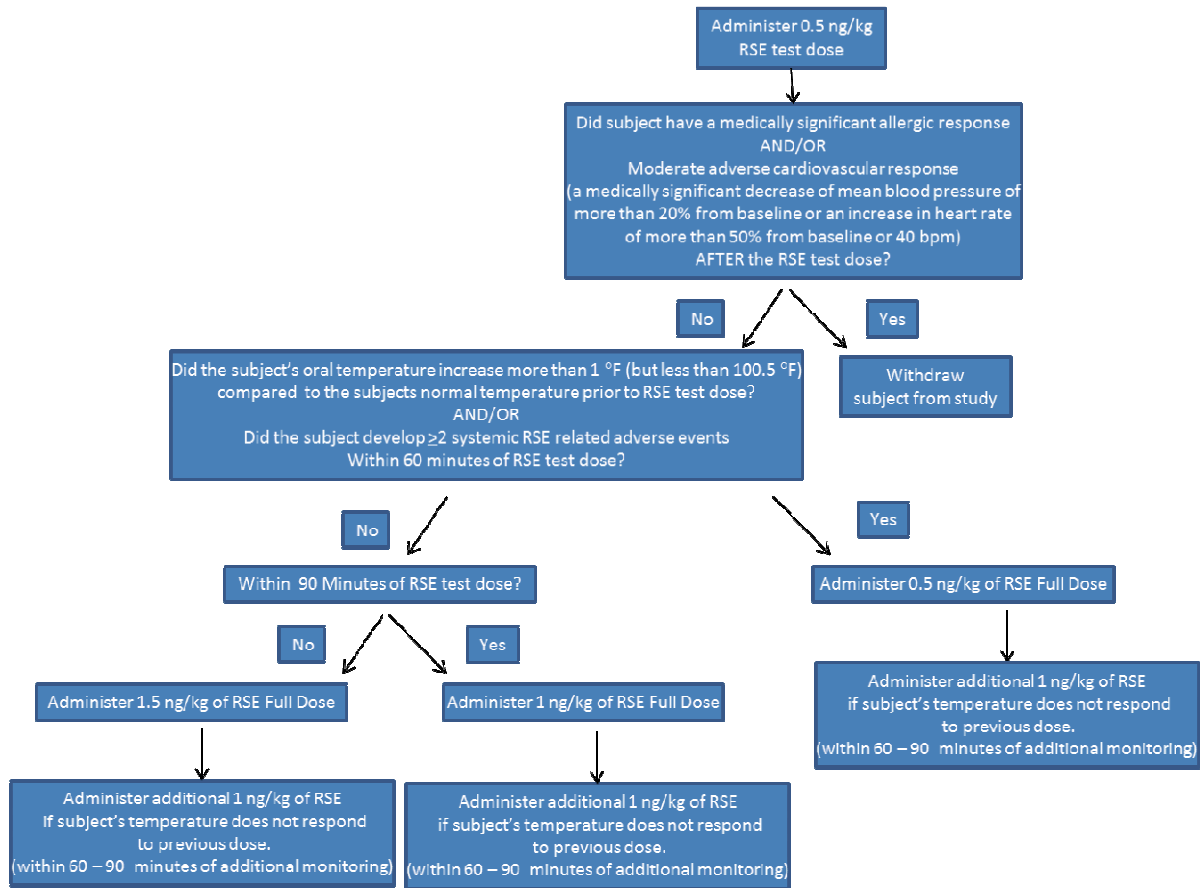 Administer 0.5 ng/kg
RSE test dose
Did subject have a medically significant allergic response
AND/OR
Moderate adverse cardiovascular response
(a medically significant decrease of mean blood pressure of
more than 20% from baseline or an increase in heart rate
of more than 50% from baseline or 40 bpm)
AFTER the RSE test dose?
No
Yes
Did the subject's oral temperature increase more than 1 °F (but less than 100.5 °F)
compared to the subjects normal temperature prior to RSE test dose?
AND/OR
Did the subject develop ≥2 systemic RSE related adverse events
Within 60 minutes of RSE test dose?
Withdraw
subject from study
No
Yes
Within 90 Minutes of RSE test dose?
Administer 0.5 ng/kg of RSE Full Dose
No
Yes
Administer 1.5 ng/kg of RSE Full Dose
Administer 1 ng/kg of RSE Full Dose
Administer additional 1 ng/kg of RSE
if subject's temperature does not respond
to previous dose.
(within 60 – 90 minutes of additional monitoring)
Administer additional 1 ng/kg of RSE
If subject's temperature does not respond
to previous dose.
(within 60 – 90 minutes of additional monitoring)
Administer additional 1 ng/kg of RSE
if subject's temperature does not respond
to previous dose.
(within 60 – 90 minutes of additional monitoring)